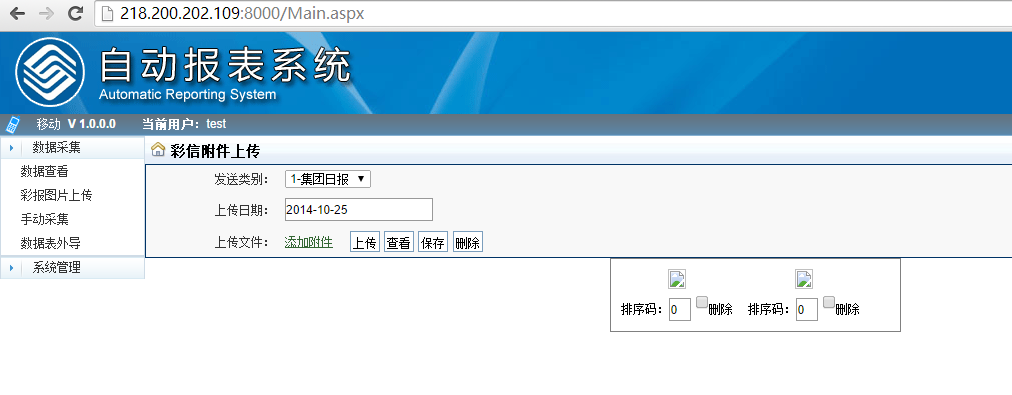 218.200.202.109:8000/Main.aspx
自动报表系统
Automatic Reporting System
移动 V 1.0.0.0 当前用户：test
数据采集
数据查看
彩报图片上传
手动采集
数据表外导
系统管理
彩信附件上传
发送类别： 1-集团日报
上传日期： 2014-10-25
上传文件： 添加附件 上传 查看 保存 删除
排序码： 0 删除 排序码： 0 删除